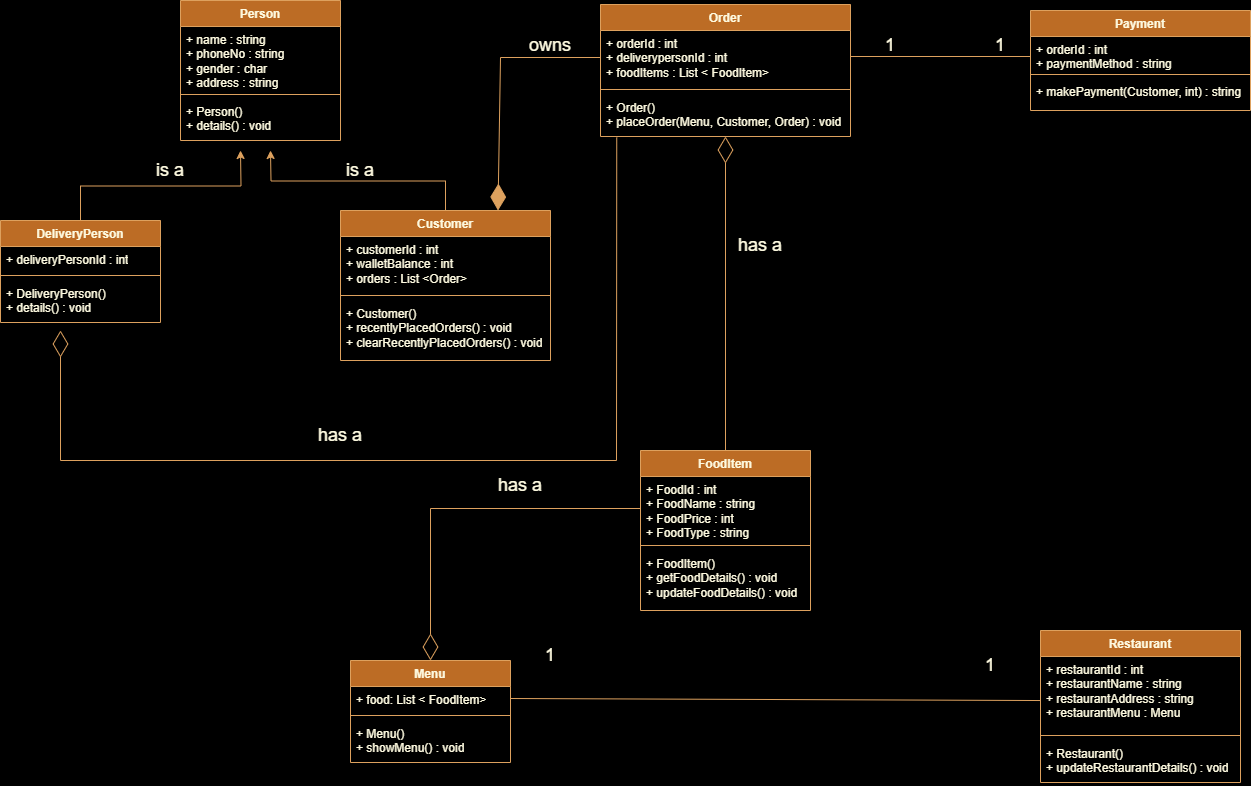 Person
+ name : string
+ phoneNo : string
+ gender : char
+ address : string
+ Person()
+ details() : void
owns
Order
+ orderId : int
+ deliverypersonId : int
+ foodItems : List < FoodItem>
+ Order()
+ placeOrder(Menu, Customer, Order) : void
1
1
Payment
+ orderId : int
+ paymentMethod : string
+ makePayment(Customer, int) : string
is a
is a
DeliveryPerson
+ deliveryPersonId : int
+ DeliveryPerson()
+ details() : void
Customer
+ customerId : int
+ walletBalance : int
+ orders : List <Order>
+ Customer()
+ recentlyPlacedOrders() : void
+ clearRecentlyPlacedOrders() : void
has a
has a
has a
FoodItem
+ FoodId : int
+ FoodName : string
+ FoodPrice : int
+ FoodType : string
+ FoodItem()
+ getFoodDetails() : void
+ updateFoodDetails() : void
Menu
+ food: List < FoodItem>
+ Menu()
+ showMenu() : void
1
1
Restaurant
+ restaurantId : int
+ restaurantName : string
+ restaurantAddress : string
+ restaurantMenu : Menu
+ Restaurant()
+ updateRestaurantDetails() : void